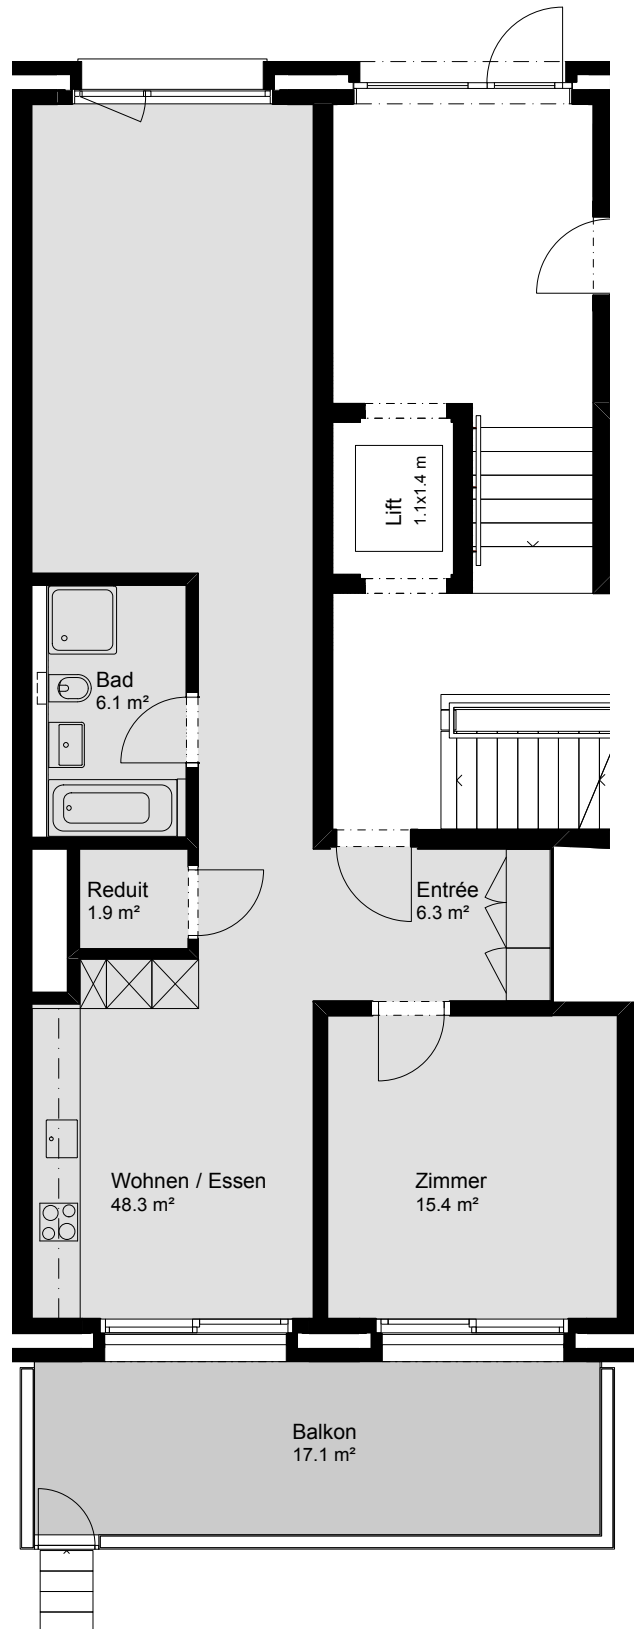 Lift
1.1x1.4 m
Bad
6.1 m²
Reduit
1.9 m²
Entrée
6.3 m²
Wohnen / Essen
48.3 m²
Zimmer
15.4 m²
Balkon
17.1 m²